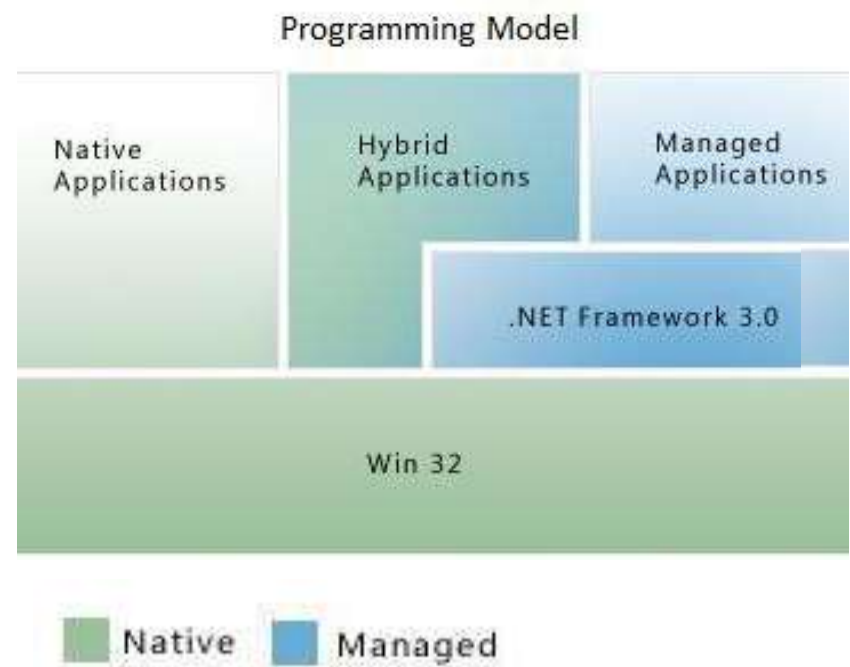 Programming Model
Native
Applications
Hybrid
Applications
Managed
Applications
.NET Framework 3.0
Win 32
Native
Managed